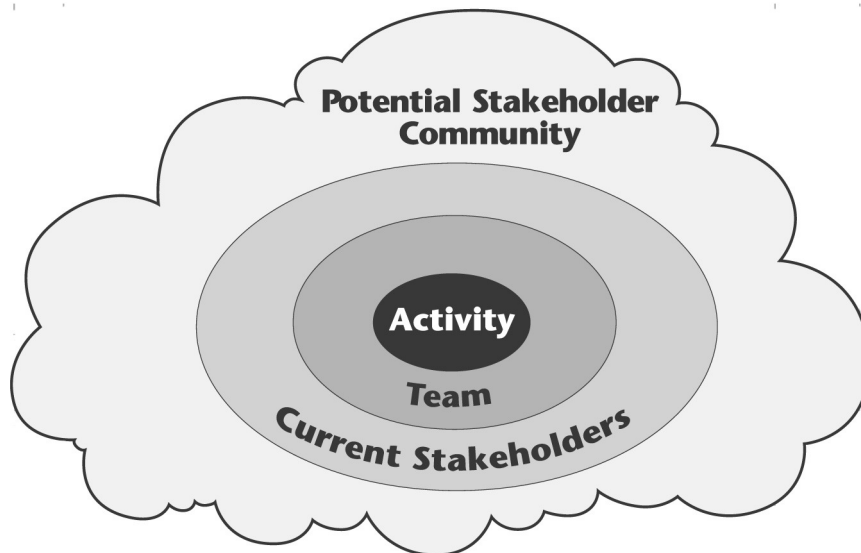 Potential Stakeholder
Community
Activity
Team
Current Stakeholders